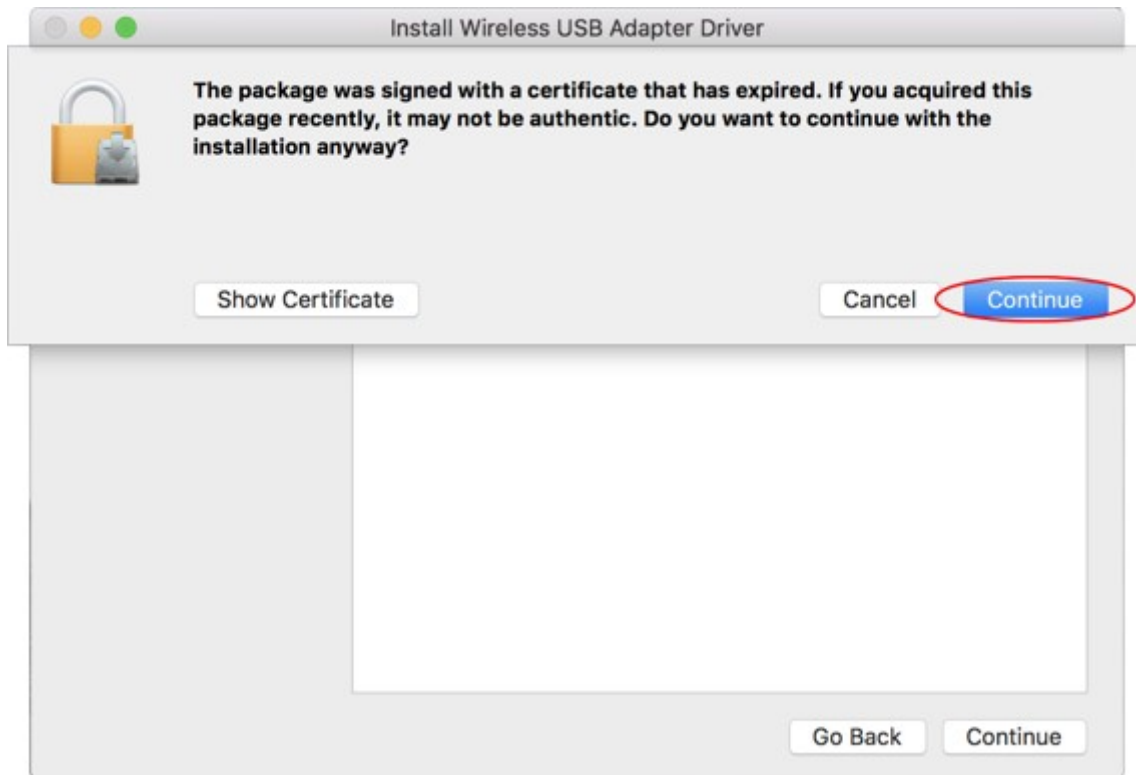 Install Wireless USB Adapter Driver
The package was signed with a certificate that has expired. If you acquired this
package recently, it may not be authentic. Do you want to continue with the
installation anyway?
Show Certificate
Cancel
Continue
Go Back
Continue